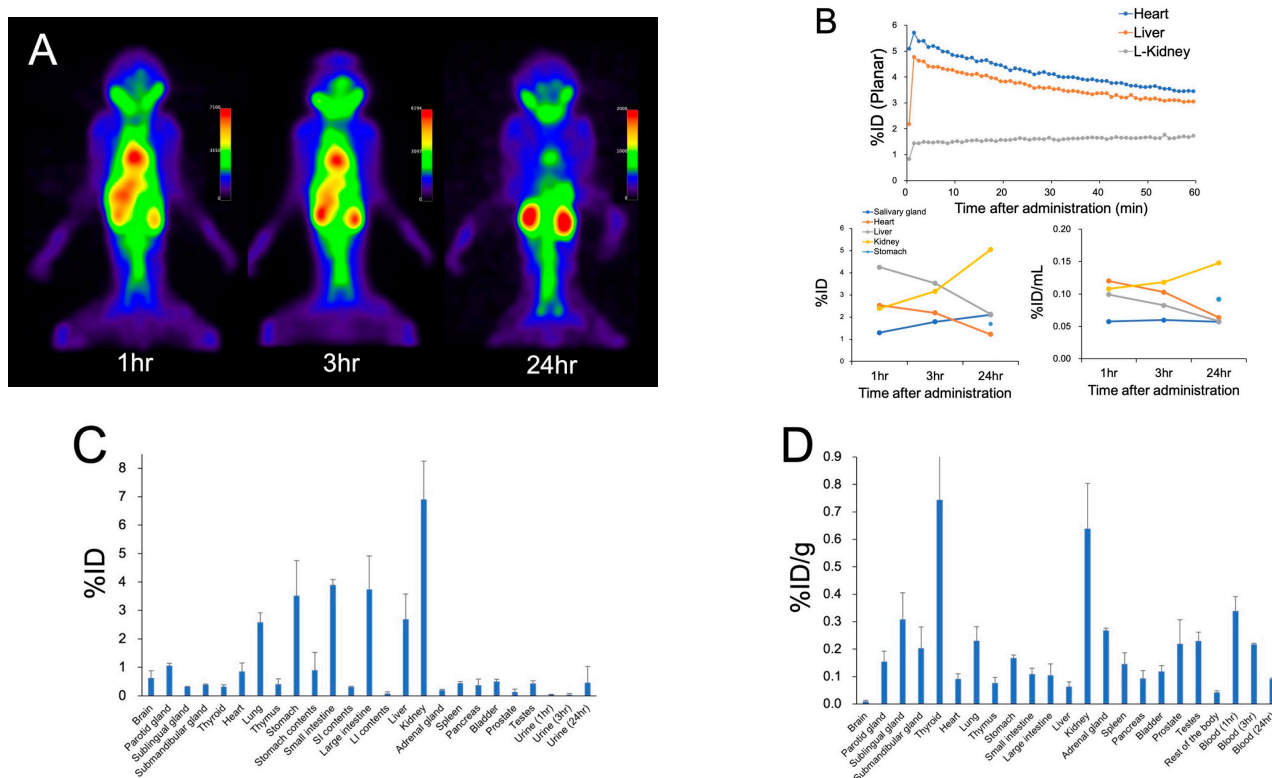 A
7100
3550
0
6194
3097
0
2000
1000
0
1hr
3hr
24hr
B
Heart
Liver
L-Kidney
%ID (Planar)
6
5
4
3
2
1
0
0
10
20
30
40
50
60
Time after administration (min)
Salivary gland
Heart
Liver
Kidney
Stomach
%ID
6
5
4
3
2
1
0
1hr
3hr
24hr
Time after administration
%ID/mL
0.20
0.15
0.10
0.05
0.00
1hr
3hr
24hr
Time after administration
C
%ID
8
7
6
5
4
3
2
1
0
Brain
Parotid gland
Sublingual gland
Submandibular gland
Thyroid
Heart
Lung
Thymus
Stomach
Stomach contents
Small intestine
SI contents
Large intestine
LI contents
Liver
Kidney
Adrenal gland
Spleen
Pancreas
Bladder
Prostate
Testes
Urine (1hr)
Urine (3hr)
Urine (24hr)
D
%ID/g
0.9
0.8
0.7
0.6
0.5
0.4
0.3
0.2
0.1
0
Brain
Parotid gland
Sublingual gland
Submandibular gland
Thyroid
Heart
Lung
Thymus
Stomach
Small intestine
Large intestine
Liver
Kidney
Adrenal gland
Spleen
Pancreas
Bladder
Prostate
Testes
Rest of the body
Blood (1hr)
Blood (3hr)
Blood (24hr)